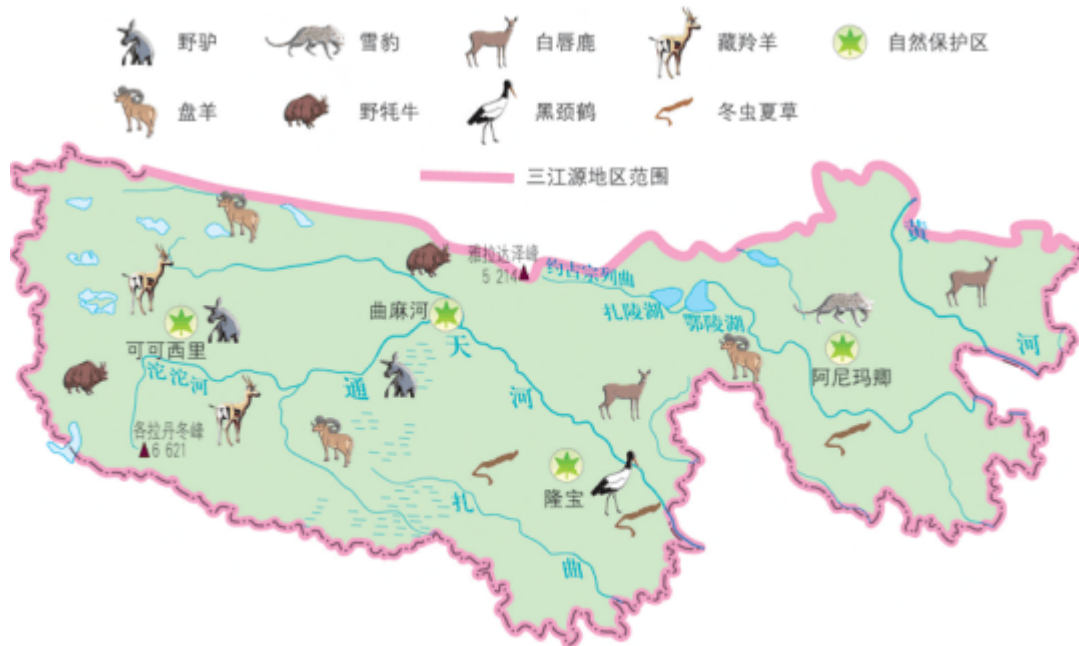 野驴 雪豹 白唇鹿 藏羚羊 自然保护区
盘羊 野牦牛 黑颈鹤 冬虫夏草
三江源地区范围
黄
河
雅拉达泽峰
5 214
约古宗列曲
扎陵湖
鄂陵湖
曲麻河
可可西里
沱沱河
通
天
河
阿尼玛卿
各拉丹冬峰
6 621
隆宝
扎
曲